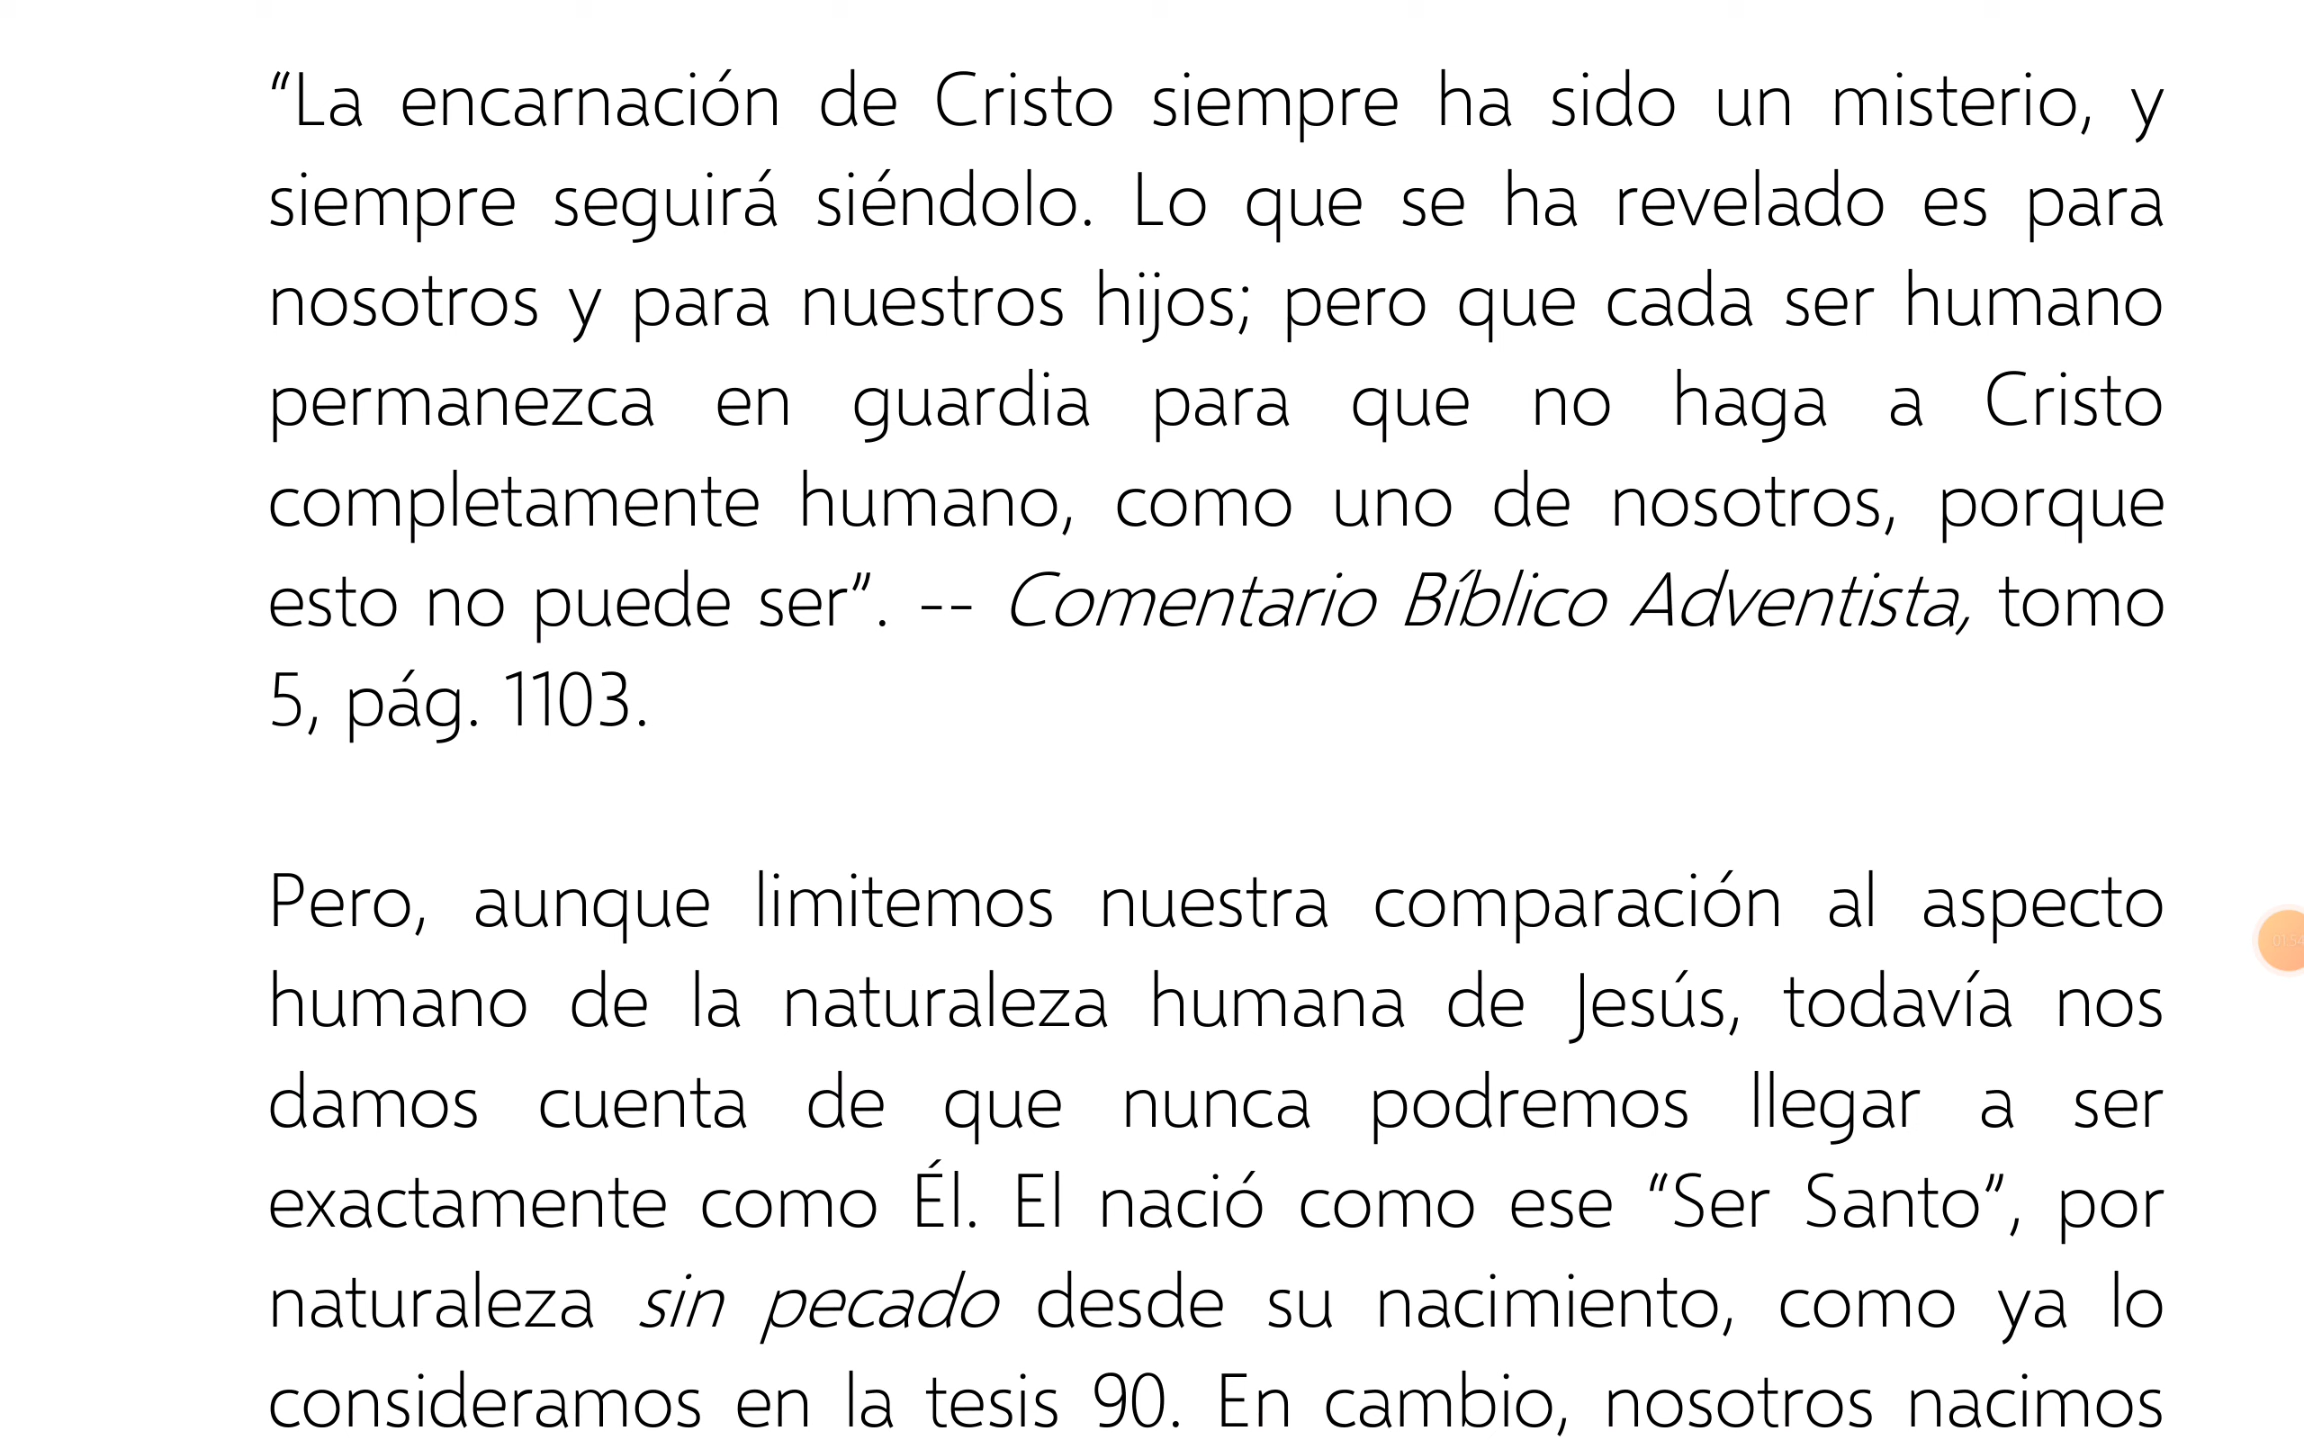 “La encarnación de Cristo siempre ha sido un misterio, y
siempre seguirá siéndolo. Lo que se ha revelado es para
nosotros y para nuestros hijos; pero que cada ser humano
permanezca en guardia para que no haga a Cristo
completamente humano, como uno de nosotros, porque
esto no puede ser”. -- Comentario Bíblico Adventista, tomo
5, pág. 1103.
Pero, aunque limitemos nuestra comparación al aspecto
humano de la naturaleza humana de Jesús, todavía nos
damos cuenta de que nunca podremos llegar a ser
exactamente como Él. El nació como ese “Ser Santo”, por
naturaleza sin pecado desde su nacimiento, como ya lo
consideramos en la tesis 90. En cambio, nosotros nacimos